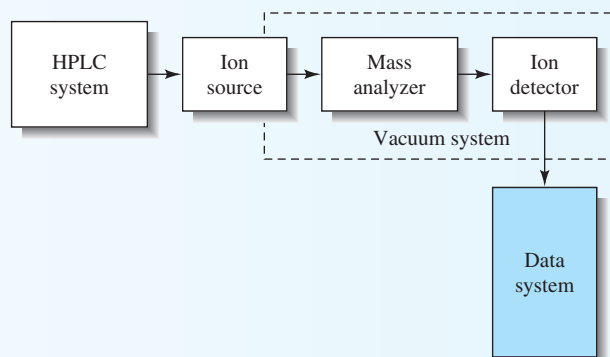 HPLC
system
Ion
source
Mass
analyzer
Ion
detector
Vacuum system
Data
system